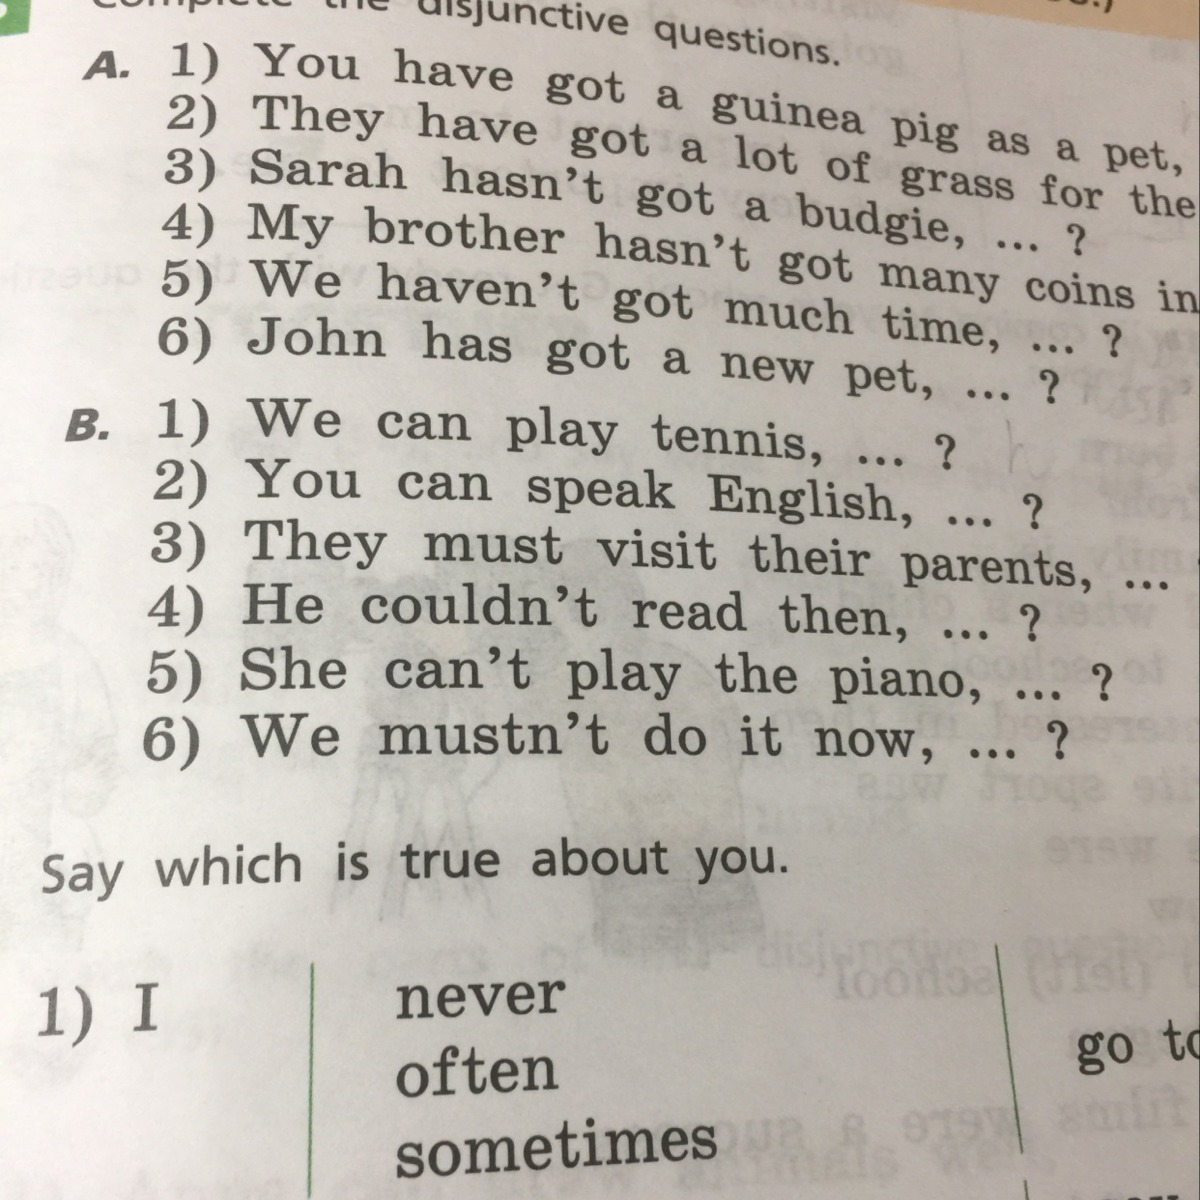 Complete the disjunctive questions.
A. 1) You have got a guinea pig as a pet,
2) They have got a lot of grass for the
3) Sarah hasn't got a budgie, ... ?
4) My brother hasn't got many coins in
5) We haven't got much time, ... ?
6) John has got a new pet, ... ?
B. 1) We can play tennis, ... ?
2) You can speak English, ... ?
3) They must visit their parents, ...
4) He couldn't read then, ... ?
5) She can't play the piano, ... ?
6) We mustn't do it now, ... ?
Say which is true about you.
1) I
never
often
sometimes
go to